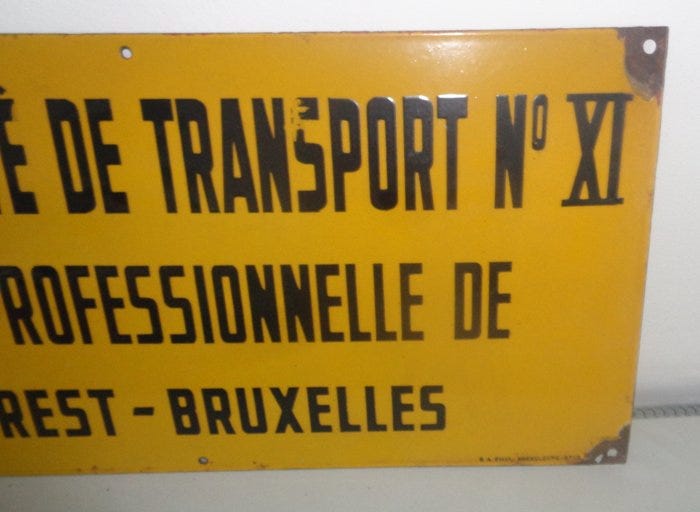 É DE TRANSPORT Nº XI
ROFESSIONNELLE DE
REST - BRUXELLES